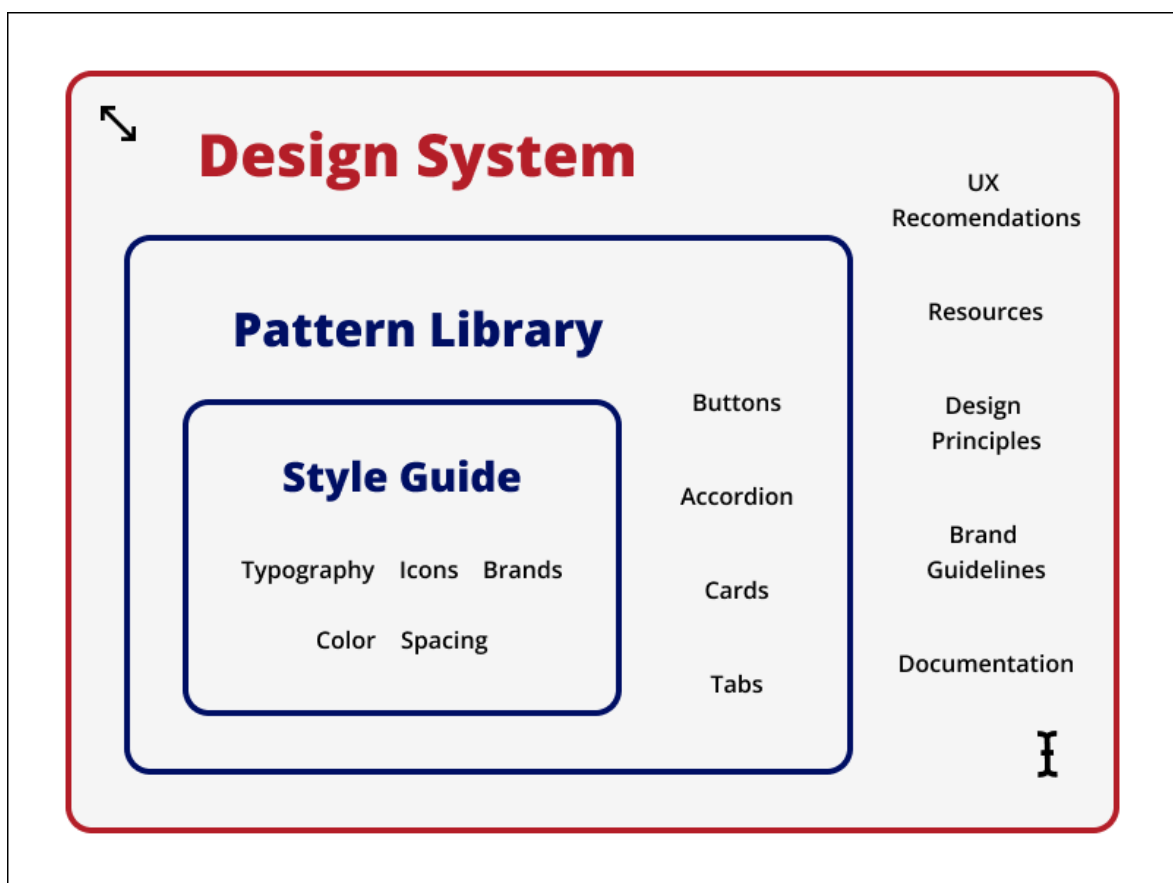 Design System
UX
Recomendations
Resources
Design
Principles
Brand
Guidelines
Documentation
Pattern Library
Buttons
Accordion
Cards
Tabs
Style Guide
Typography Icons Brands
Color Spacing